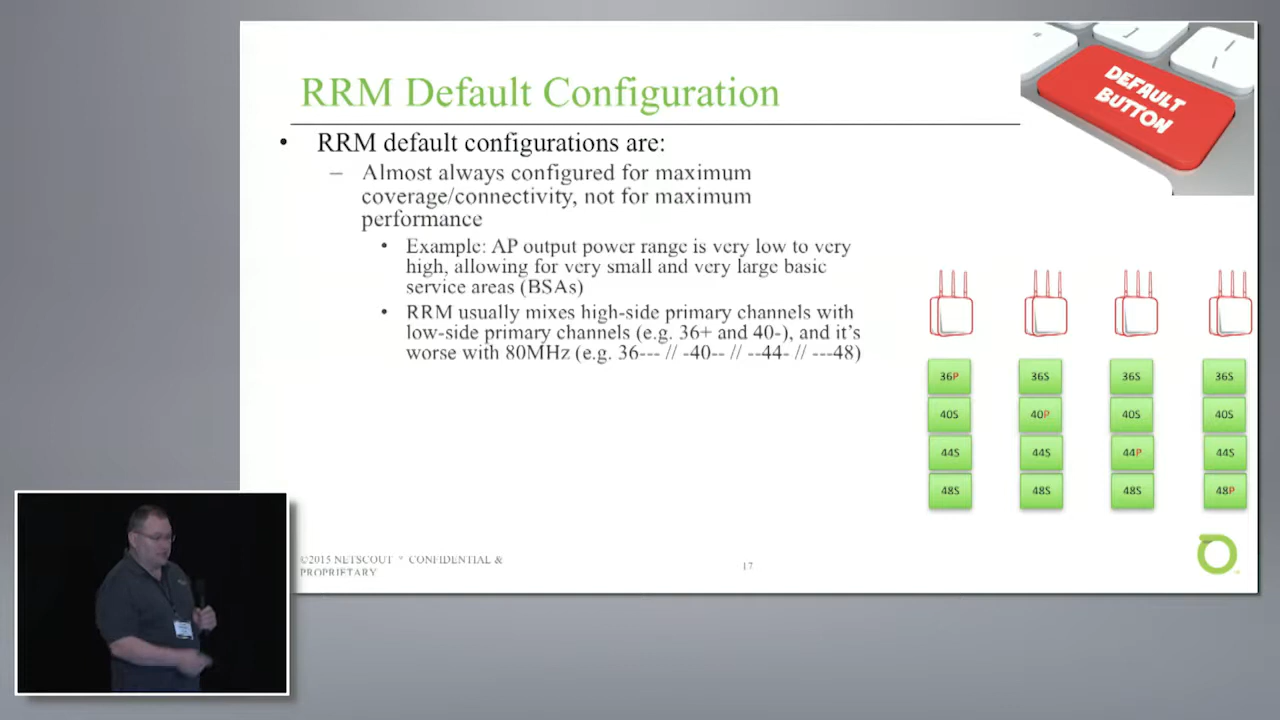 RRM Default Configuration
DEFAULT
BUTTON
• RRM default configurations are:
– Almost always configured for maximum
coverage/connectivity, not for maximum
performance
• Example: AP output power range is very low to very
high, allowing for very small and very large basic
service areas (BSAs)
• RRM usually mixes high-side primary channels with
low-side primary channels (e.g. 36+ and 40-), and it's
worse with 80MHz (e.g. 36--- // -40-- // --44- // ---48)
36P 36S 36S 36S
40S 40P 40S 40S
44S 44S 44P 44S
48S 48S 48S 48P
©2015 NETSCOUT CONFIDENTIAL &
PROPRIETARY
17